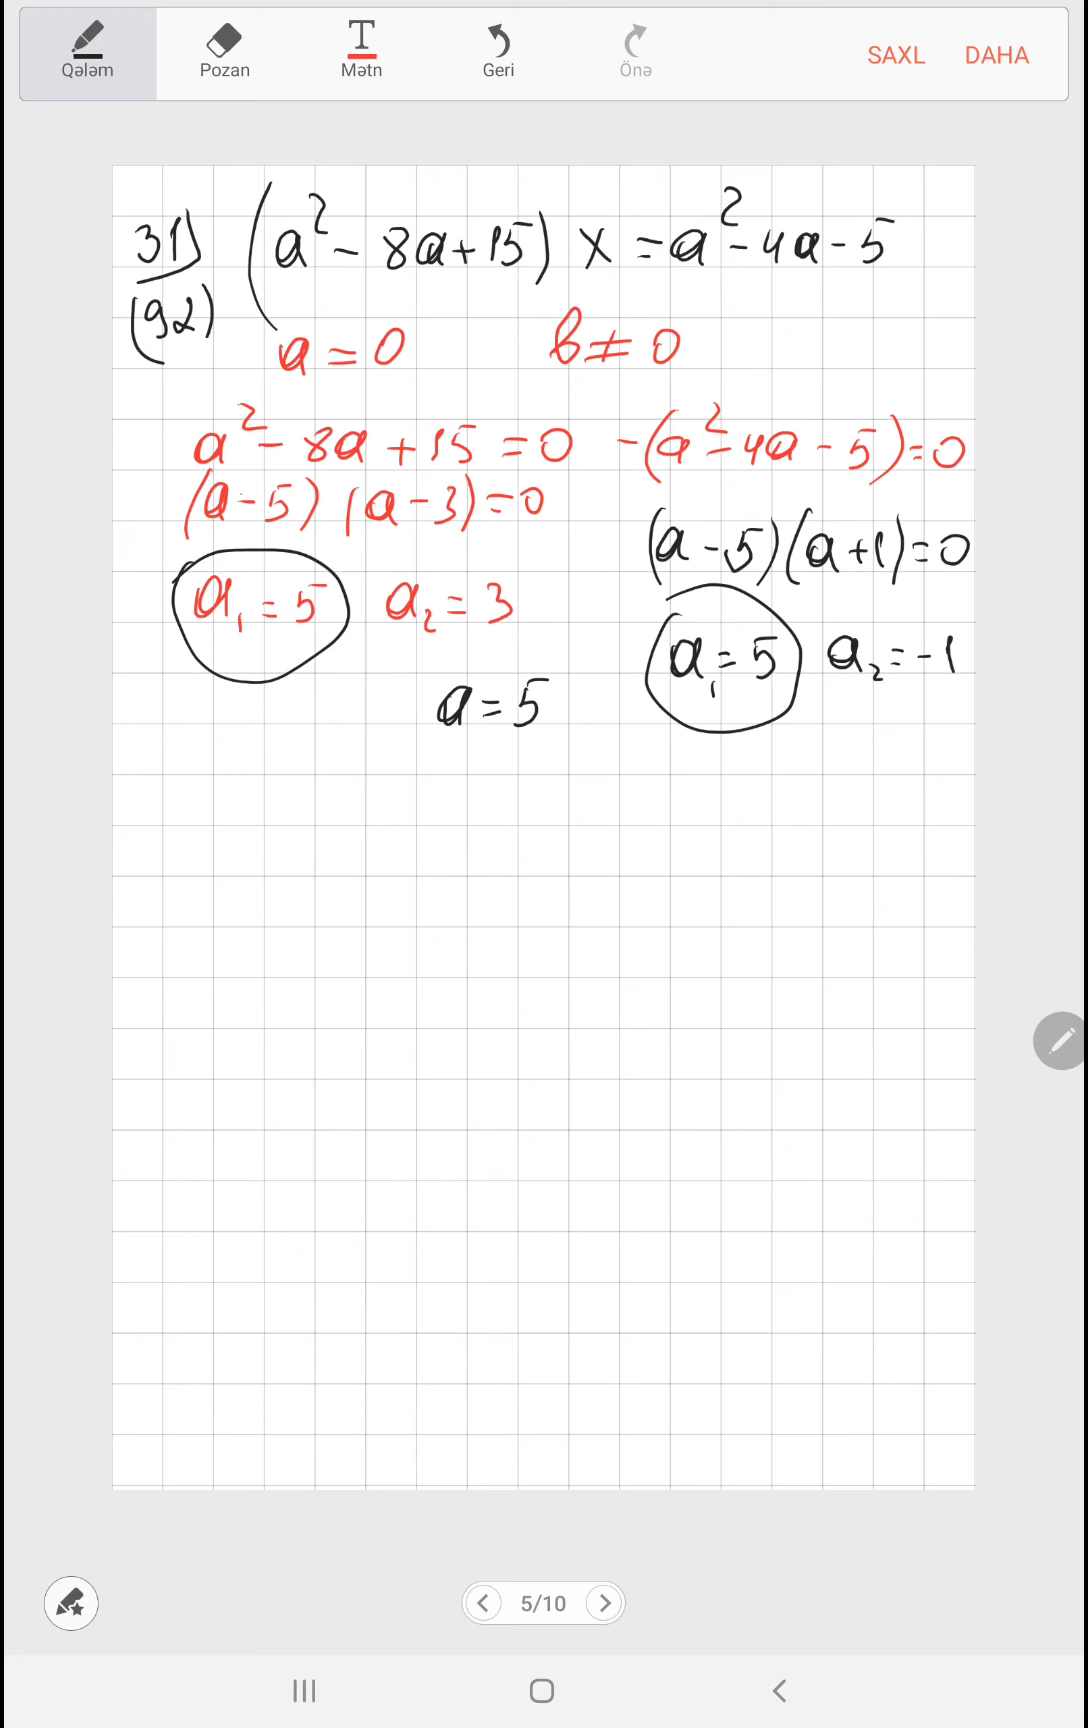 Qələm Pozan Mətn Geri Önə SAXL DAHA
31) (a² - 8a + 15) x = a² - 4a - 5
(92)
a = 0 b ≠ 0
a² - 8a + 15 = 0 -(a² - 4a - 5) = 0
(a - 5) (a - 3) = 0
(a - 5)(a + 1) = 0
a₁ = 5 a₂ = 3
a₁ = 5 a₂ = -1
a = 5
5/10